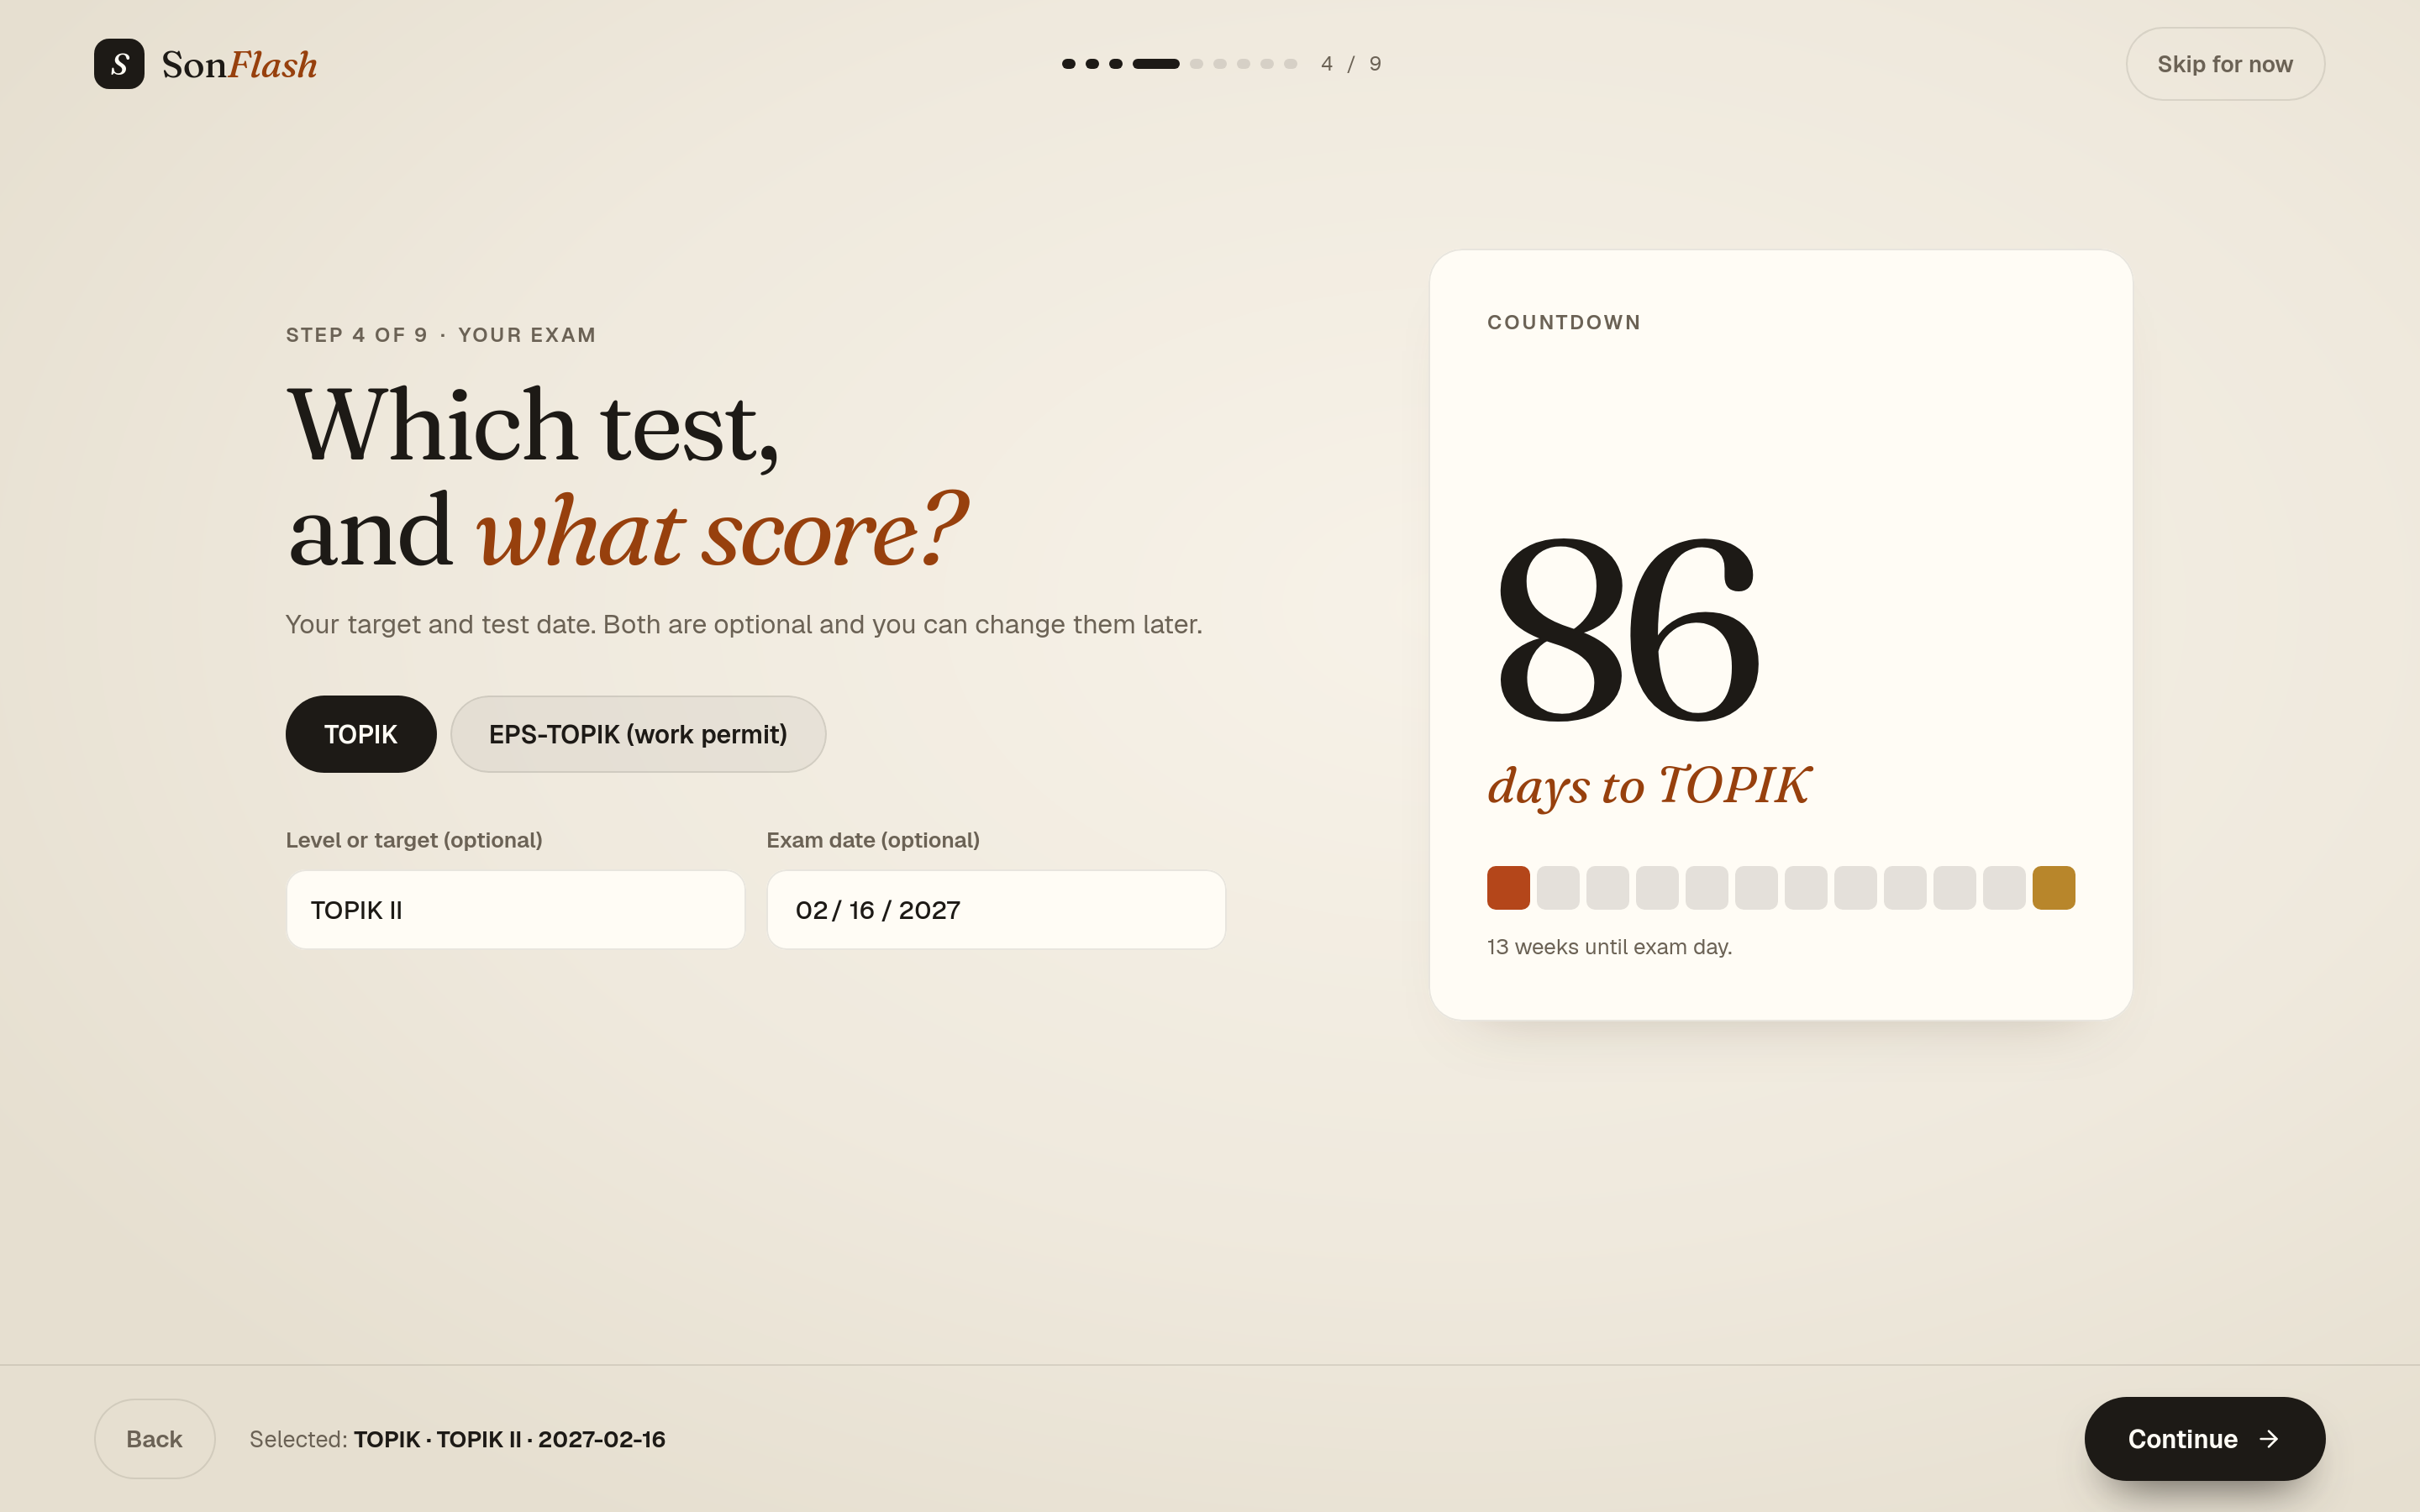 S SonFlash
4 / 9
Skip for now
STEP 4 OF 9 · YOUR EXAM
Which test,
and what score?
Your target and test date. Both are optional and you can change them later.
TOPIK
EPS-TOPIK (work permit)
Level or target (optional)
TOPIK II
Exam date (optional)
02 / 16 / 2027
COUNTDOWN
86
days to TOPIK
13 weeks until exam day.
Back
Selected: TOPIK · TOPIK II · 2027-02-16
Continue →